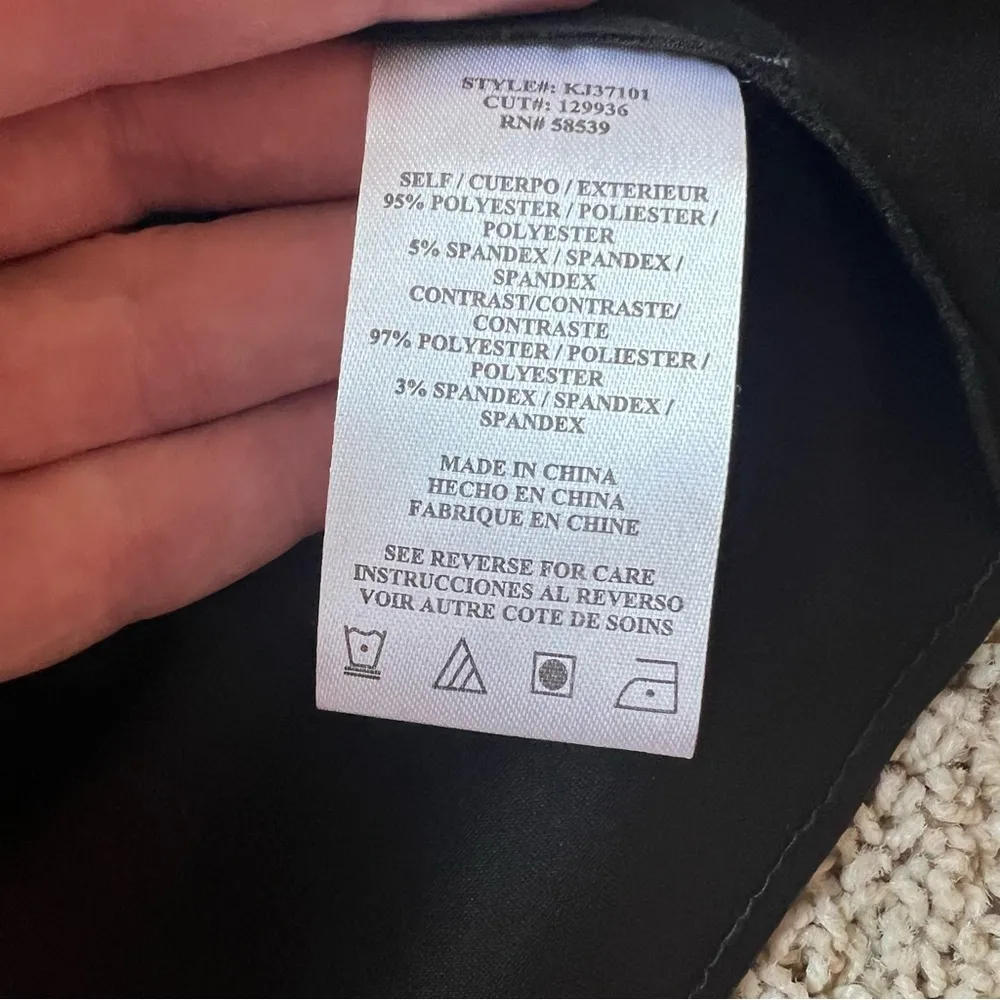 STYLE#: KJ37101
CUT#: 129936
RN# 58539
SELF / CUERPO / EXTERIEUR
95% POLYESTER / POLIESTER /
POLYESTER
5% SPANDEX / SPANDEX /
SPANDEX
CONTRAST/CONTRASTE/
CONTRASTE
97% POLYESTER / POLIESTER /
POLYESTER
3% SPANDEX / SPANDEX /
SPANDEX
MADE IN CHINA
HECHO EN CHINA
FABRIQUE EN CHINE
SEE REVERSE FOR CARE
INSTRUCCIONES AL REVERSO
VOIR AUTRE COTE DE SOINS